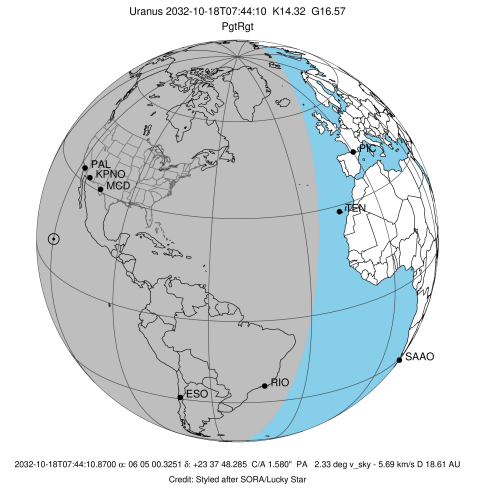 Uranus 2032-10-18T07:44:10 K14.32 G16.57
PgtRgt
PIC
PAL
KPNO
MCD
TEN
SAAO
RIO
ESO
2032-10-18T07:44:10.8700 α: 06 05 00.3251 δ: +23 37 48.285 C/A 1.580" PA 2.33 deg v_sky - 5.69 km/s D 18.61 AU
Credit: Styled after SORA/Lucky Star